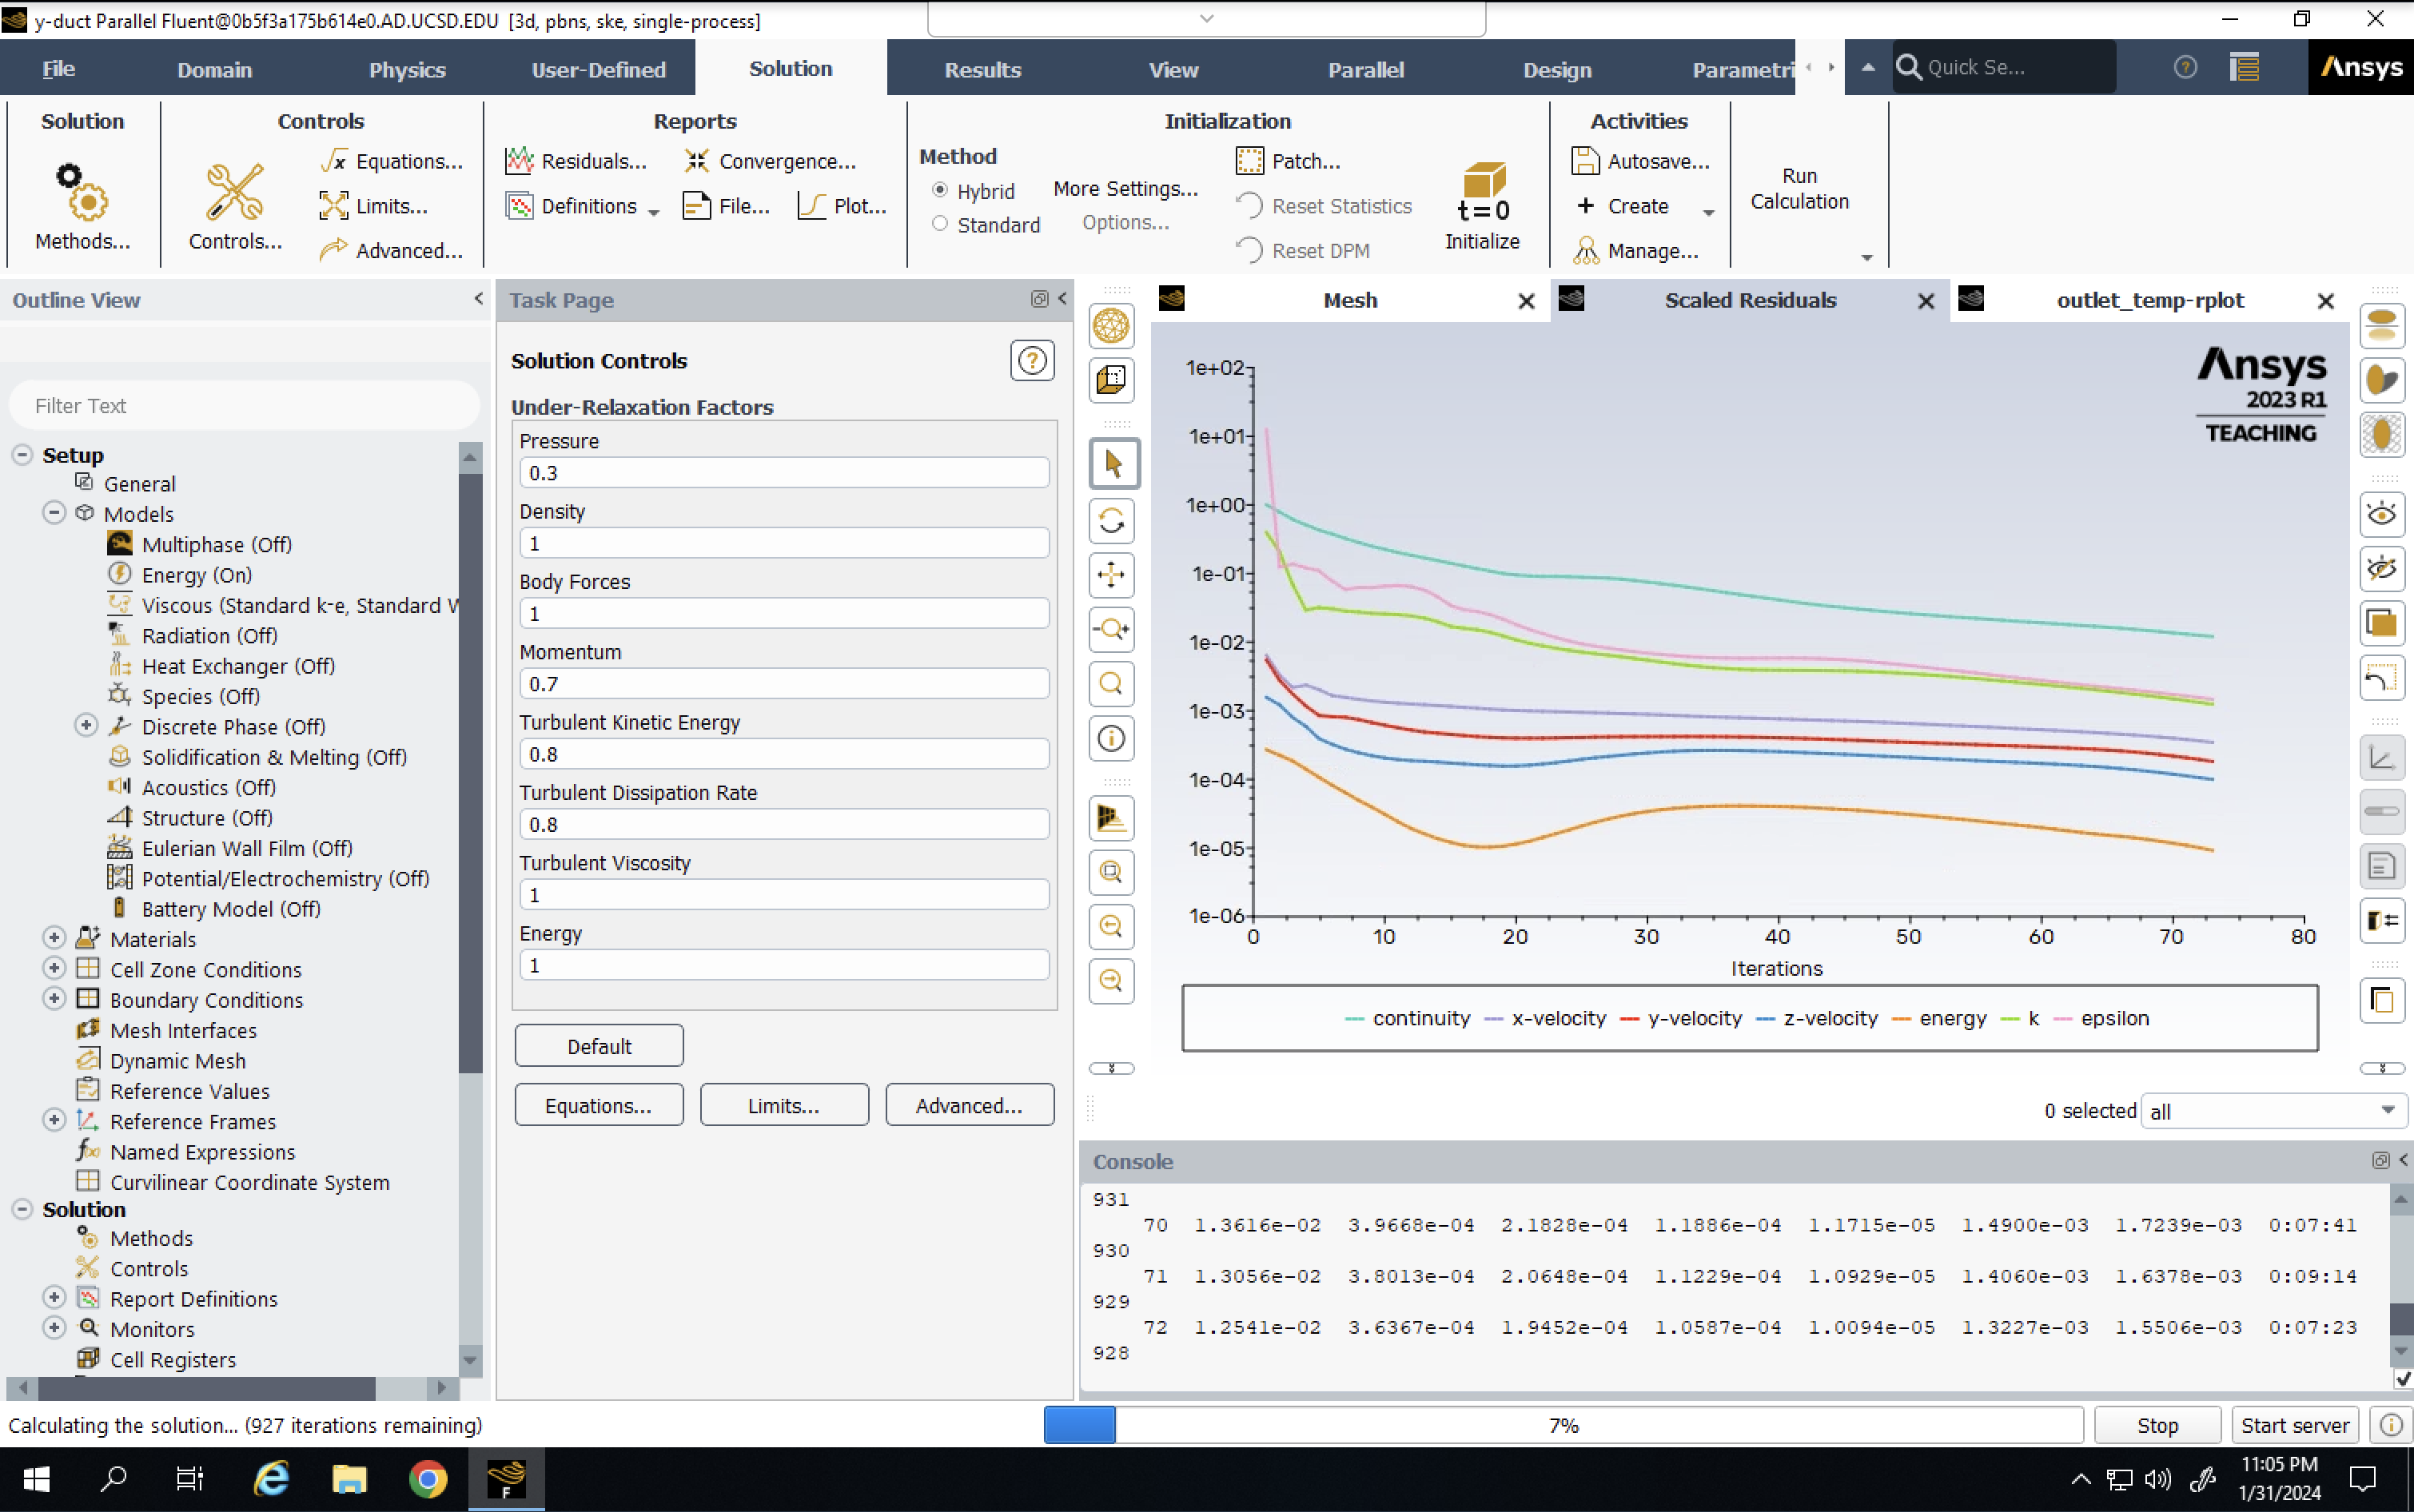 y-duct Parallel Fluent@0b5f3a175b614e0.AD.UCSD.EDU [3d, pbns, ske, single-process]
File Domain Physics User-Defined Solution Results View Parallel Design Parametri Quick Se... Ansys
Solution
Methods...
Controls
Controls...
Equations...
Limits...
Advanced...
Reports
Residuals... Convergence...
Definitions File... Plot...
Initialization
Method
Hybrid
Standard
More Settings...
Options...
Patch...
Reset Statistics
Reset DPM
t=0
Initialize
Activities
Autosave...
Create
Manage...
Run
Calculation
Outline View
Filter Text
Setup
General
Models
Multiphase (Off)
Energy (On)
Viscous (Standard k-e, Standard W
Radiation (Off)
Heat Exchanger (Off)
Species (Off)
Discrete Phase (Off)
Solidification & Melting (Off)
Acoustics (Off)
Structure (Off)
Eulerian Wall Film (Off)
Potential/Electrochemistry (Off)
Battery Model (Off)
Materials
Cell Zone Conditions
Boundary Conditions
Mesh Interfaces
Dynamic Mesh
Reference Values
Reference Frames
Named Expressions
Curvilinear Coordinate System
Solution
Methods
Controls
Report Definitions
Monitors
Cell Registers
Task Page
Solution Controls
Under-Relaxation Factors
Pressure
0.3
Density
1
Body Forces
1
Momentum
0.7
Turbulent Kinetic Energy
0.8
Turbulent Dissipation Rate
0.8
Turbulent Viscosity
1
Energy
1
Default
Equations... Limits... Advanced...
Mesh Scaled Residuals outlet_temp-rplot
Ansys
2023 R1
TEACHING
1e+02
1e+01
1e+00
1e-01
1e-02
1e-03
1e-04
1e-05
1e-06
0 10 20 30 40 50 60 70 80
Iterations
continuity x-velocity y-velocity z-velocity energy k epsilon
0 selected all
Console
931
70 1.3616e-02 3.9668e-04 2.1828e-04 1.1886e-04 1.1715e-05 1.4900e-03 1.7239e-03 0:07:41
930
71 1.3056e-02 3.8013e-04 2.0648e-04 1.1229e-04 1.0929e-05 1.4060e-03 1.6378e-03 0:09:14
929
72 1.2541e-02 3.6367e-04 1.9452e-04 1.0587e-04 1.0094e-05 1.3227e-03 1.5506e-03 0:07:23
928
Calculating the solution... (927 iterations remaining) 7% Stop Start server
F
11:05 PM
1/31/2024